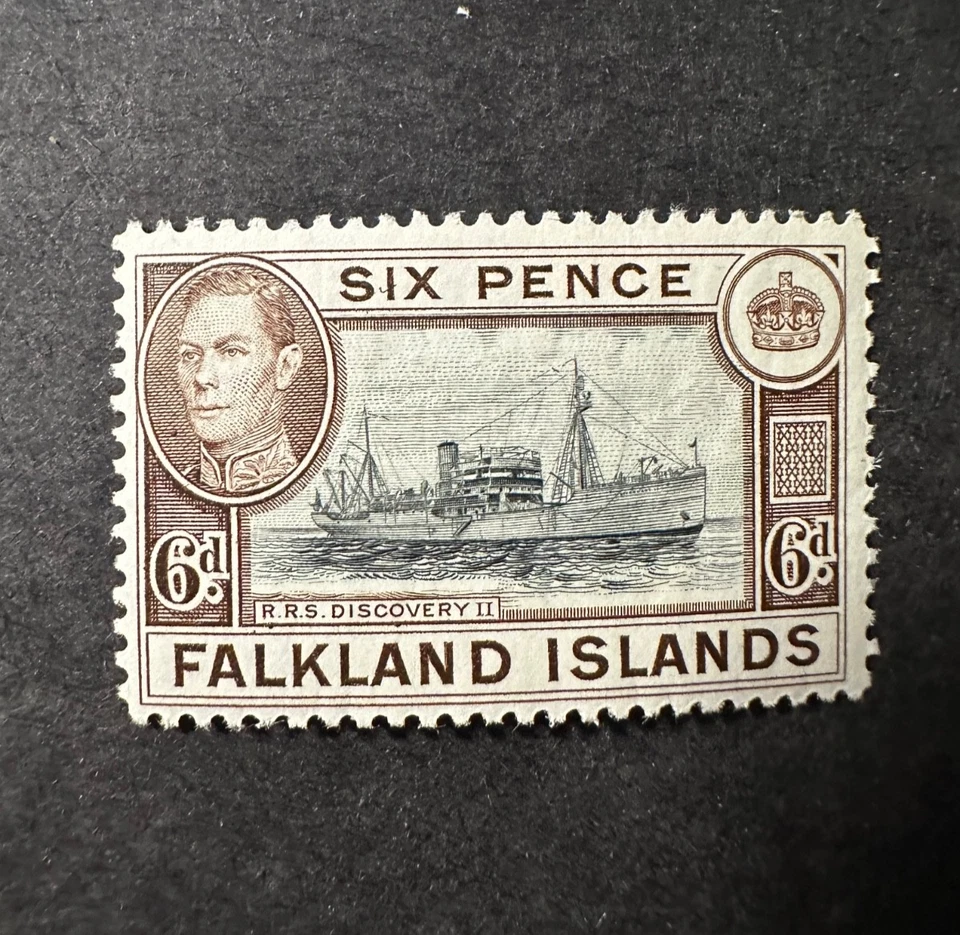 SIX PENCE
6d.
6d.
R.R.S. DISCOVERY II
FALKLAND ISLANDS